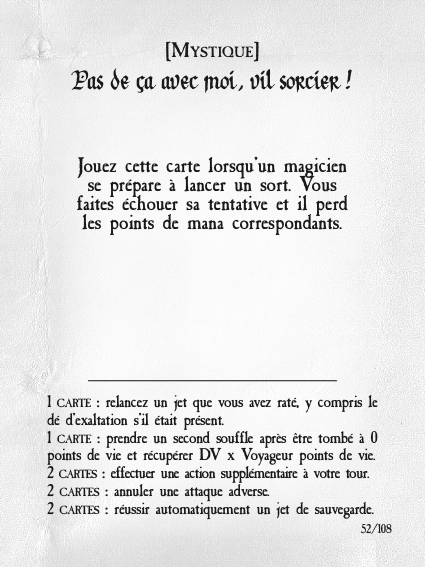 [Mystique]
Pas de ça avec moi, vil sorcier !
Jouez cette carte lorsqu'un magicien
se prépare à lancer un sort. Vous
faites échouer sa tentative et il perd
les points de mana correspondants.
1 carte : relancez un jet que vous avez raté, y compris le
dé d'exaltation s'il était présent.
1 carte : prendre un second souffle après être tombé à 0
points de vie et récupérer DV x Voyageur points de vie.
2 cartes : effectuer une action supplémentaire à votre tour.
2 cartes : annuler une attaque adverse.
2 cartes : réussir automatiquement un jet de sauvegarde.
52/108